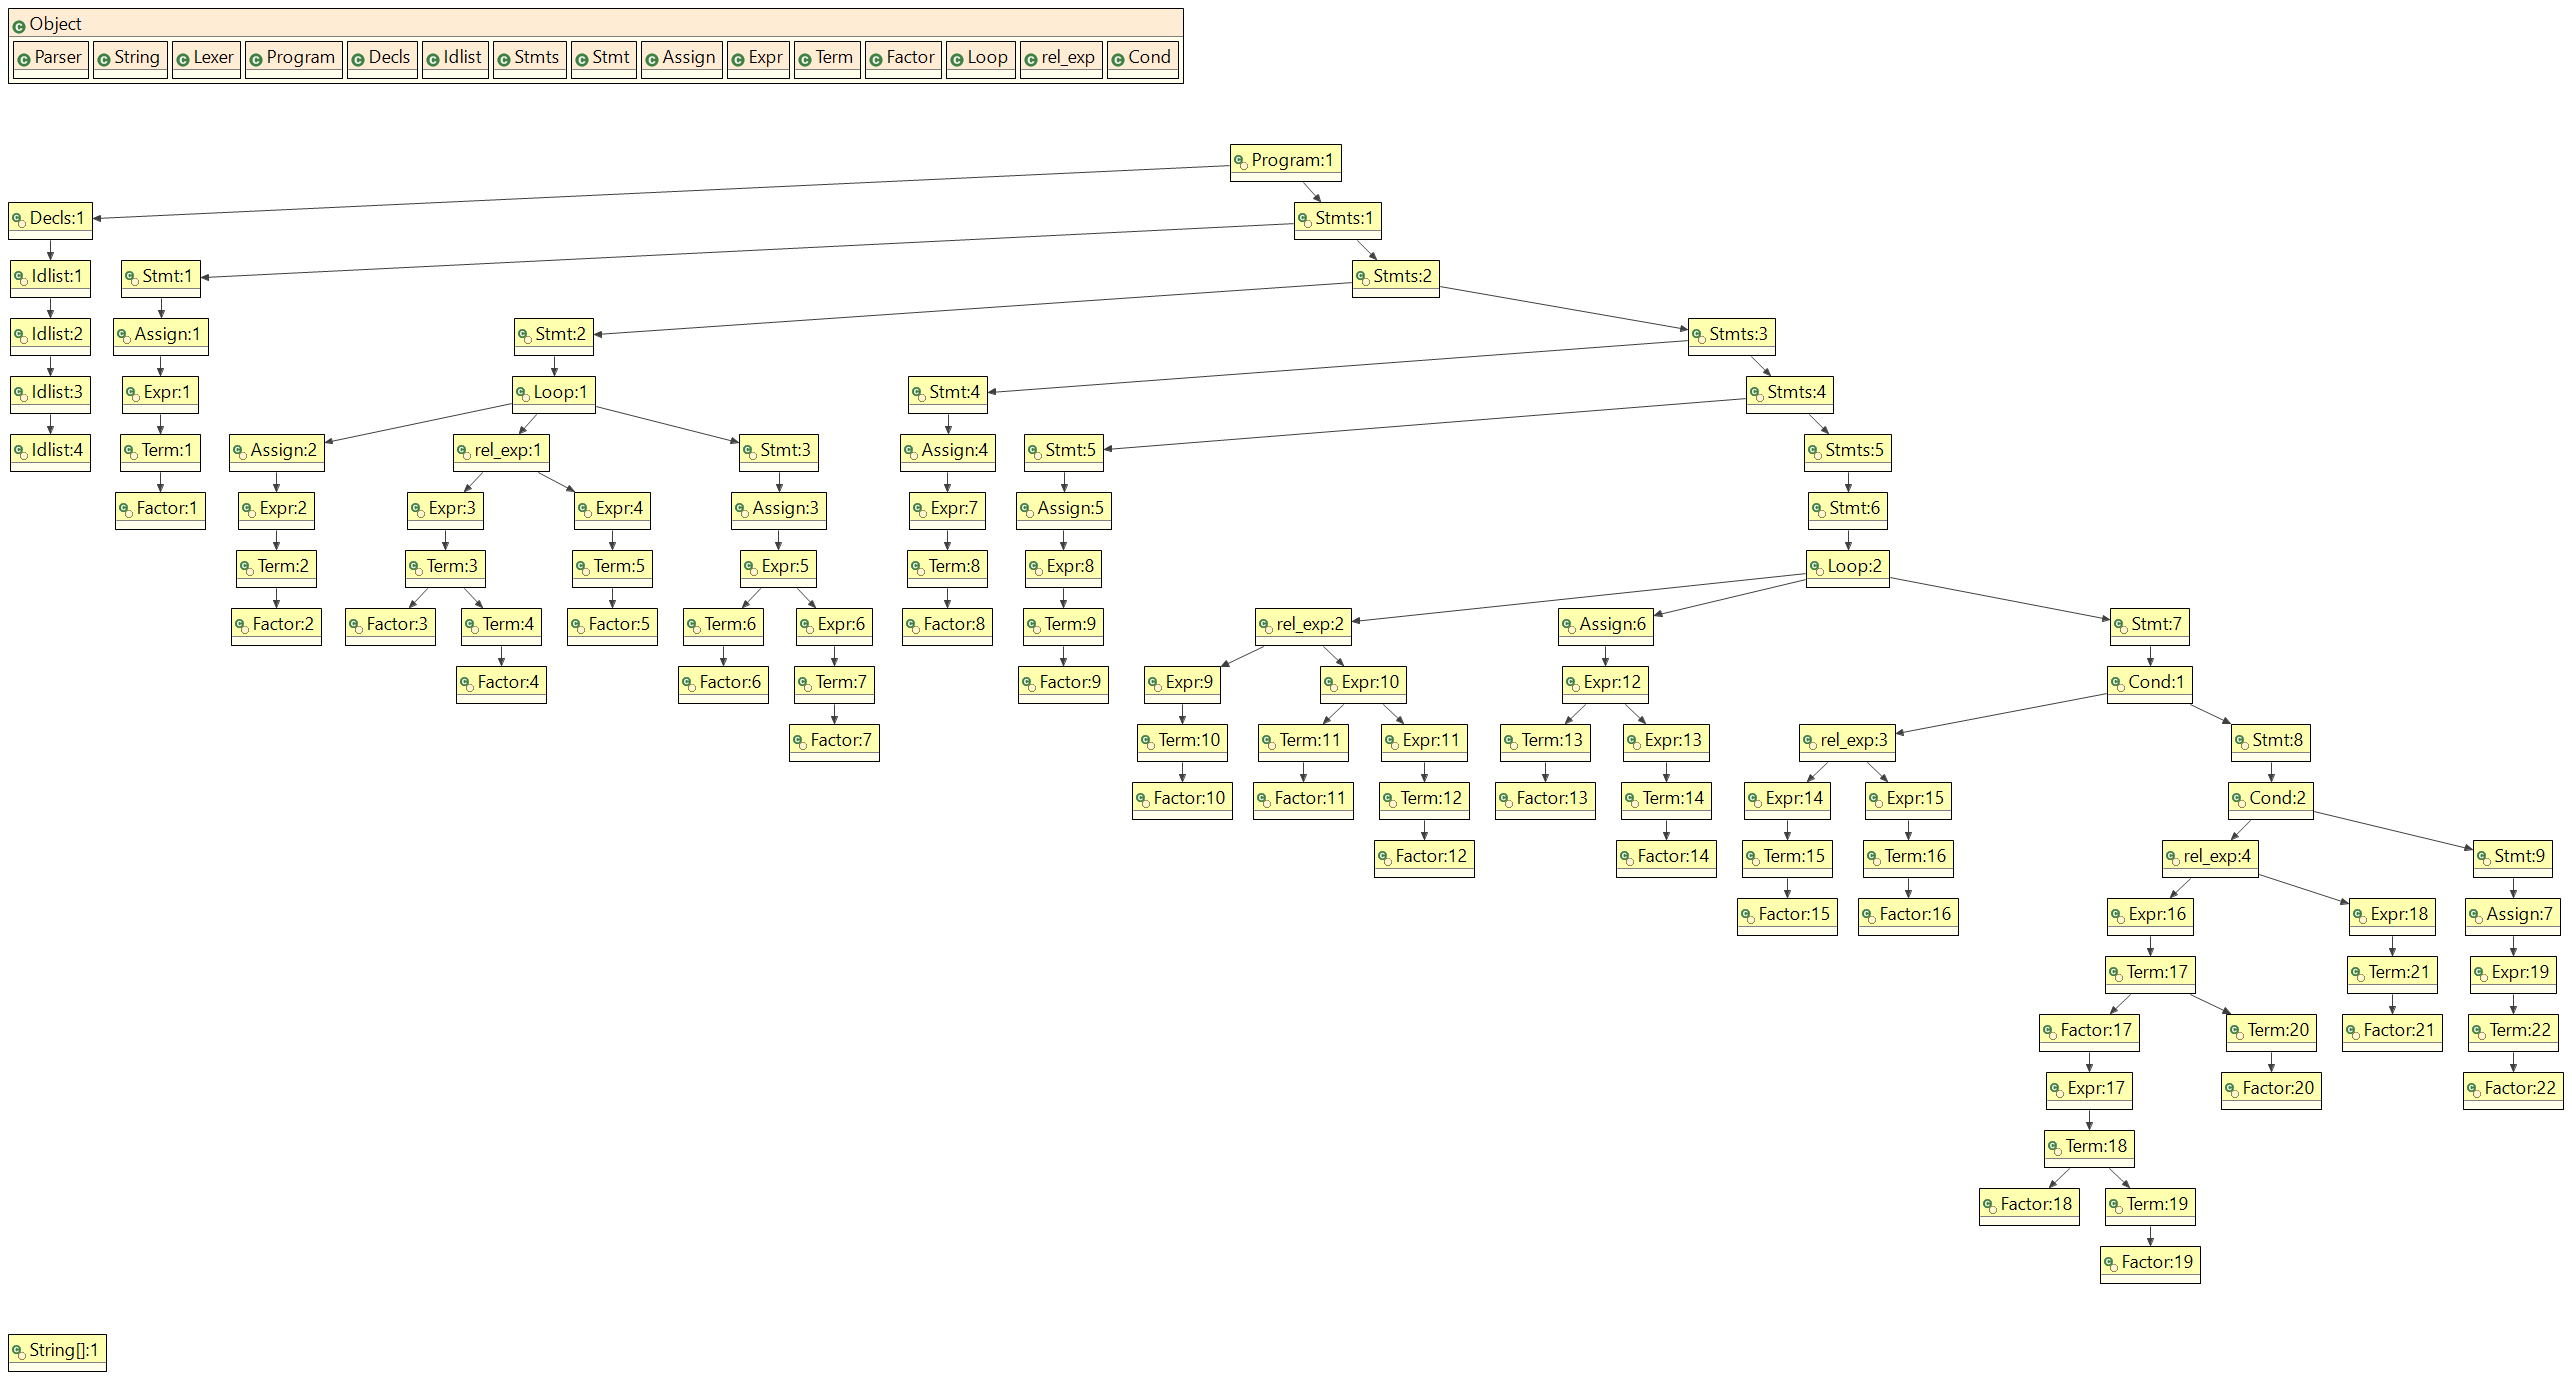 Object
Parser String Lexer Program Decls Idlist Stmts Stmt Assign Expr Term Factor Loop rel_exp Cond
Program:1
Decls:1 Stmts:1
Idlist:1 Stmt:1 Stmts:2
Idlist:2 Assign:1 Stmt:2 Stmts:3
Idlist:3 Expr:1 Loop:1 Stmt:4 Stmts:4
Idlist:4 Term:1 Assign:2 rel_exp:1 Stmt:3 Assign:4 Stmt:5 Stmts:5
Factor:1 Expr:2 Expr:3 Expr:4 Assign:3 Expr:7 Assign:5 Stmt:6
Term:2 Term:3 Term:5 Expr:5 Term:8 Expr:8 Loop:2
Factor:2 Factor:3 Term:4 Factor:5 Term:6 Expr:6 Factor:8 Term:9 rel_exp:2 Assign:6 Stmt:7
Factor:4 Factor:6 Term:7 Factor:9 Expr:9 Expr:10 Expr:12 Cond:1
Factor:7 Term:10 Term:11 Expr:11 Term:13 Expr:13 rel_exp:3 Stmt:8
Factor:10 Factor:11 Term:12 Factor:13 Term:14 Expr:14 Expr:15 Cond:2
Factor:12 Factor:14 Term:15 Term:16 rel_exp:4 Stmt:9
Factor:15 Factor:16 Expr:16 Expr:18 Assign:7
Term:17 Term:21 Expr:19
Factor:17 Term:20 Factor:21 Term:22
Expr:17 Factor:20 Factor:22
Term:18
Factor:18 Term:19
Factor:19
String[]:1